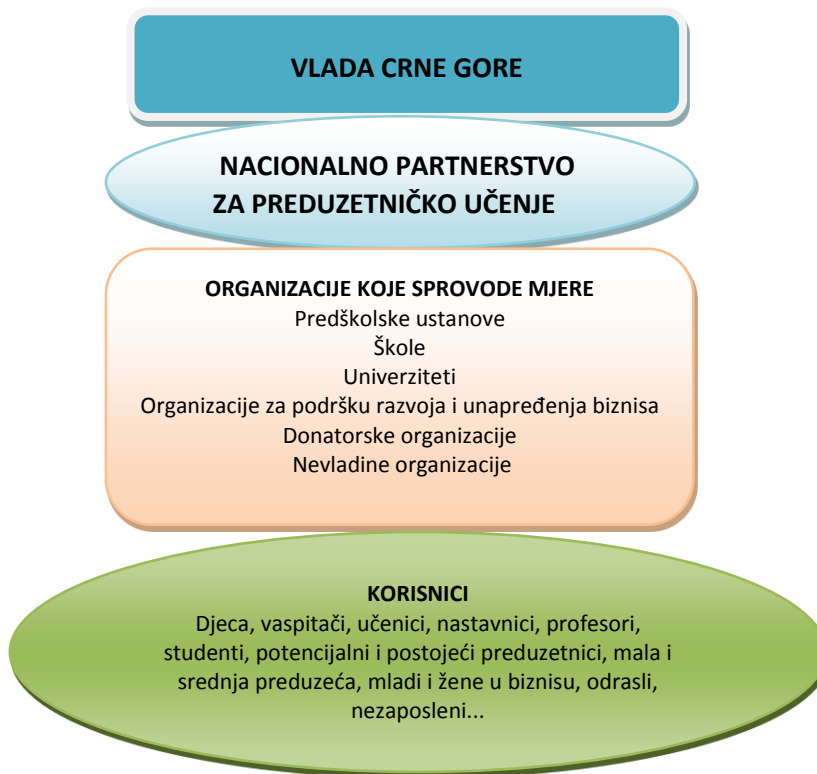 VLADA CRNE GORE
NACIONALNO PARTNERSTVO
ZA PREDUZETNIČKO UČENJE
ORGANIZACIJE KOJE SPROVODE MJERE
Predškolske ustanove
Škole
Univerziteti
Organizacije za podršku razvoja i unapređenja biznisa
Donatorske organizacije
Nevladine organizacije
KORISNICI
Djeca, vaspitači, učenici, nastavnici, profesori,
studenti, potencijalni i postojeći preduzetnici, mala i
srednja preduzeća, mladi i žene u biznisu, odrasli,
nezaposleni...